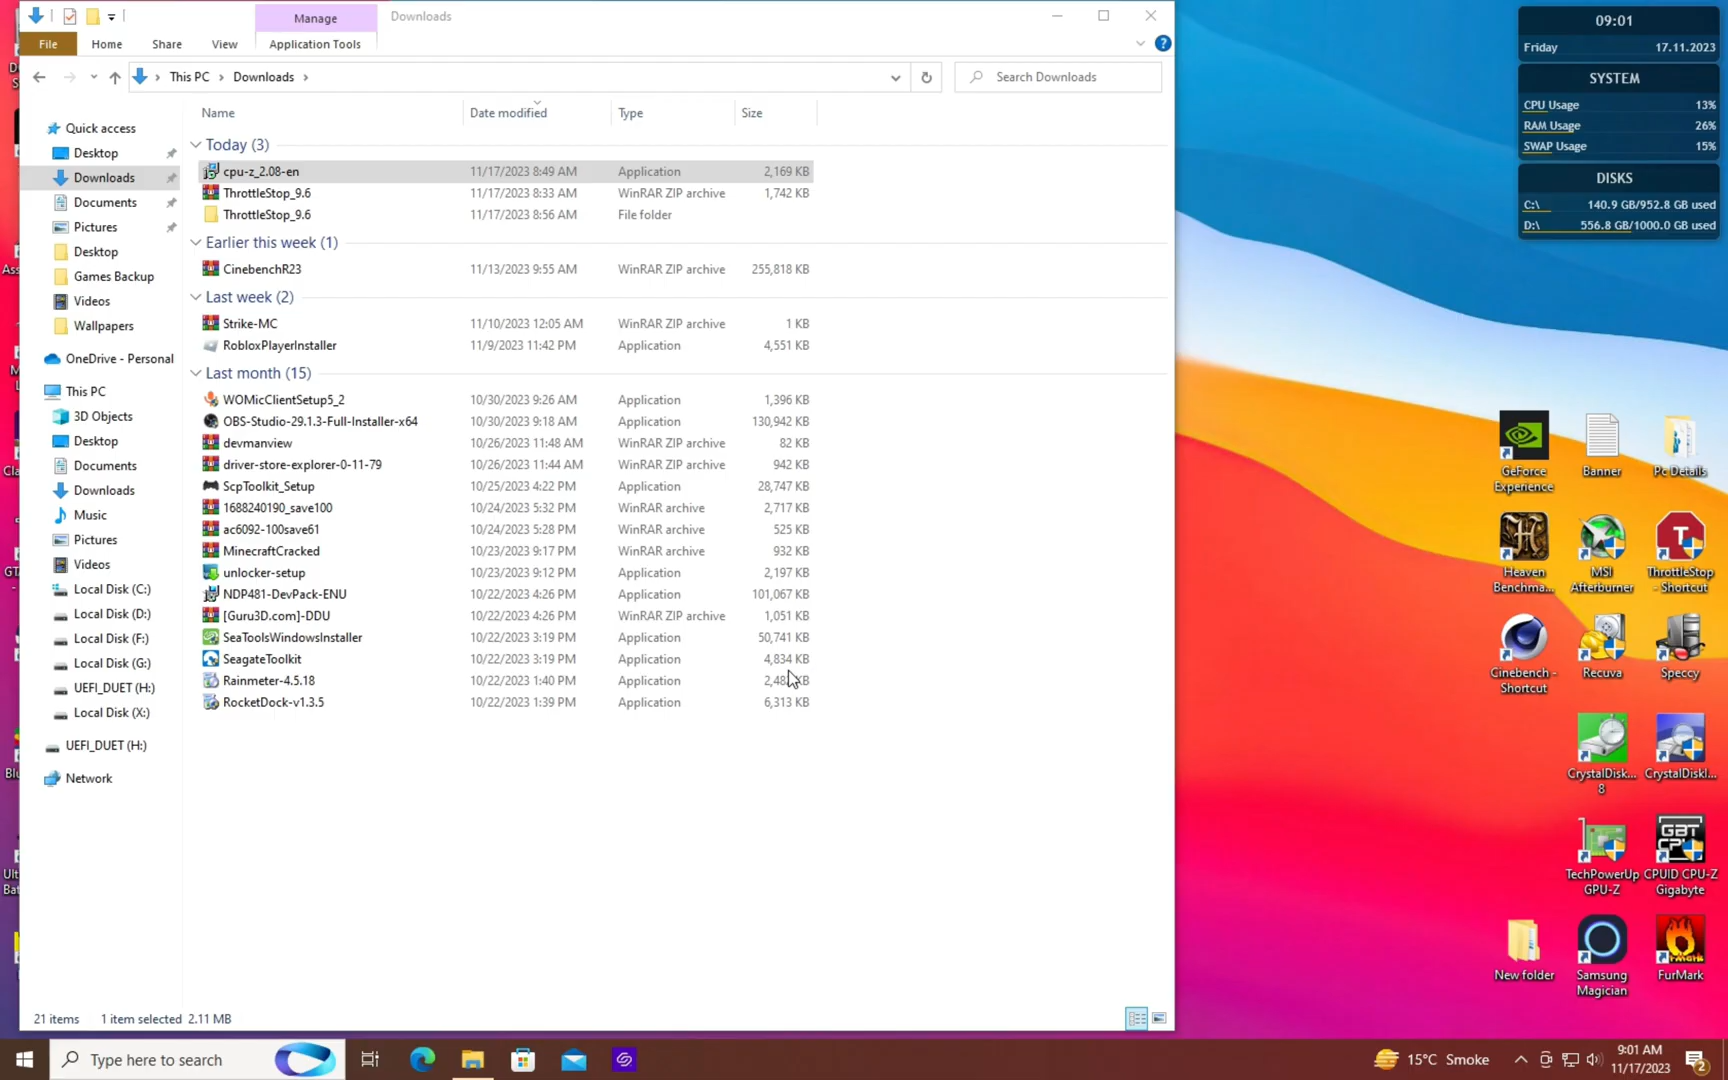 Manage
Downloads
File
Home
Share
View
Application Tools
This PC
Downloads
Search Downloads
Name
Date modified
Type
Size
Today (3)
cpu-z_2.08-en 11/17/2023 8:49 AM Application 2,169 KB
ThrottleStop_9.6 11/17/2023 8:33 AM WinRAR ZIP archive 1,742 KB
ThrottleStop_9.6 11/17/2023 8:56 AM File folder
Earlier this week (1)
CinebenchR23 11/13/2023 9:55 AM WinRAR ZIP archive 255,818 KB
Last week (2)
Strike-MC 11/10/2023 12:05 AM WinRAR ZIP archive 1 KB
RobloxPlayerInstaller 11/9/2023 11:42 PM Application 4,551 KB
Last month (15)
WOMicClientSetup5_2 10/30/2023 9:26 AM Application 1,396 KB
OBS-Studio-29.1.3-Full-Installer-x64 10/30/2023 9:18 AM Application 130,942 KB
devmanview 10/26/2023 11:48 AM WinRAR ZIP archive 82 KB
driver-store-explorer-0-11-79 10/26/2023 11:44 AM WinRAR ZIP archive 942 KB
ScpToolkit_Setup 10/25/2023 4:22 PM Application 28,747 KB
1688240190_save100 10/24/2023 5:32 PM WinRAR archive 2,717 KB
ac6092-100save61 10/24/2023 5:28 PM WinRAR archive 525 KB
MinecraftCracked 10/23/2023 9:17 PM WinRAR archive 932 KB
unlocker-setup 10/23/2023 9:12 PM Application 2,197 KB
NDP481-DevPack-ENU 10/22/2023 4:26 PM Application 101,067 KB
[Guru3D.com]-DDU 10/22/2023 4:26 PM WinRAR ZIP archive 1,051 KB
SeaToolsWindowsInstaller 10/22/2023 3:19 PM Application 50,741 KB
SeagateToolkit 10/22/2023 3:19 PM Application 4,834 KB
Rainmeter-4.5.18 10/22/2023 1:40 PM Application KB
RocketDock-v1.3.5 10/22/2023 1:39 PM Application 6,313 KB
Quick access
Desktop
Downloads
Documents
Pictures
Desktop
Games Backup
Videos
Wallpapers
OneDrive - Personal
This PC
3D Objects
Desktop
Documents
Downloads
Music
Pictures
Videos
Local Disk (C:)
Local Disk (D:)
Local Disk (F:)
Local Disk (G:)
UEFI_DUET (H:)
Local Disk (X:)
UEFI_DUET (H:)
Network
21 items 1 item selected 2.11 MB
09:01
Friday 17.11.2023
SYSTEM
CPU Usage 13%
RAM Usage 26%
SWAP Usage 15%
DISKS
C:\ 140.9 GB/952.8 GB used
D:\ 556.8 GB/1000.0 GB used
GeForce
Experience
Banner
Pc Details
Heaven
Benchma...
MSI
Afterburner
ThrottleStop
- Shortcut
Cinebench -
Shortcut
Recuva
Speccy
CrystalDisk...
8
CrystalDiskI...
TechPowerUp
GPU-Z
GBT
CPU
CPUID CPU-Z
Gigabyte
New folder
Samsung
Magician
FurMark
Type here to search
15°C Smoke
9:01 AM
11/17/2023
2